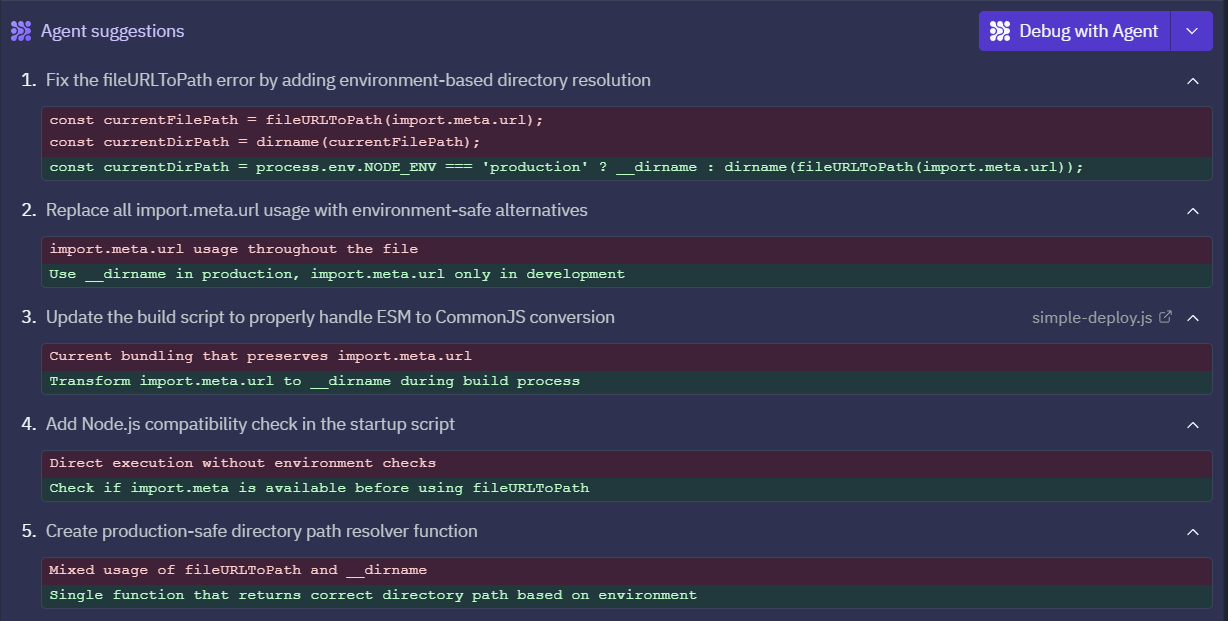 Agent suggestions
Debug with Agent
1. Fix the fileURLToPath error by adding environment-based directory resolution
const currentFilePath = fileURLToPath(import.meta.url);
const currentDirPath = dirname(currentFilePath);
const currentDirPath = process.env.NODE_ENV === 'production' ? __dirname : dirname(fileURLToPath(import.meta.url));
2. Replace all import.meta.url usage with environment-safe alternatives
import.meta.url usage throughout the file
Use __dirname in production, import.meta.url only in development
3. Update the build script to properly handle ESM to CommonJS conversion
simple-deploy.js
Current bundling that preserves import.meta.url
Transform import.meta.url to __dirname during build process
4. Add Node.js compatibility check in the startup script
Direct execution without environment checks
Check if import.meta is available before using fileURLToPath
5. Create production-safe directory path resolver function
Mixed usage of fileURLToPath and __dirname
Single function that returns correct directory path based on environment